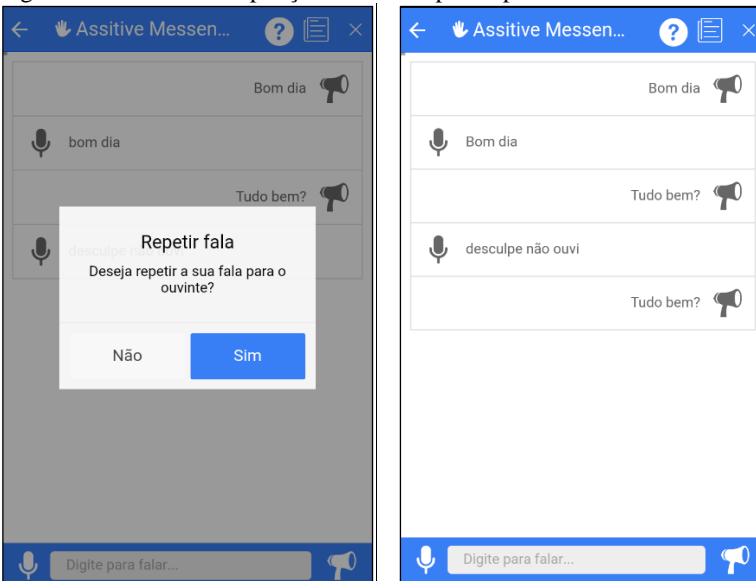 Assitive Messen...
Bom dia
bom dia
Tudo bem?
Repetir fala
Deseja repetir a sua fala para o
ouvinte?
Não
Sim
Digite para falar...
Assitive Messen...
Bom dia
Bom dia
Tudo bem?
desculpe não ouvi
Tudo bem?
Digite para falar...